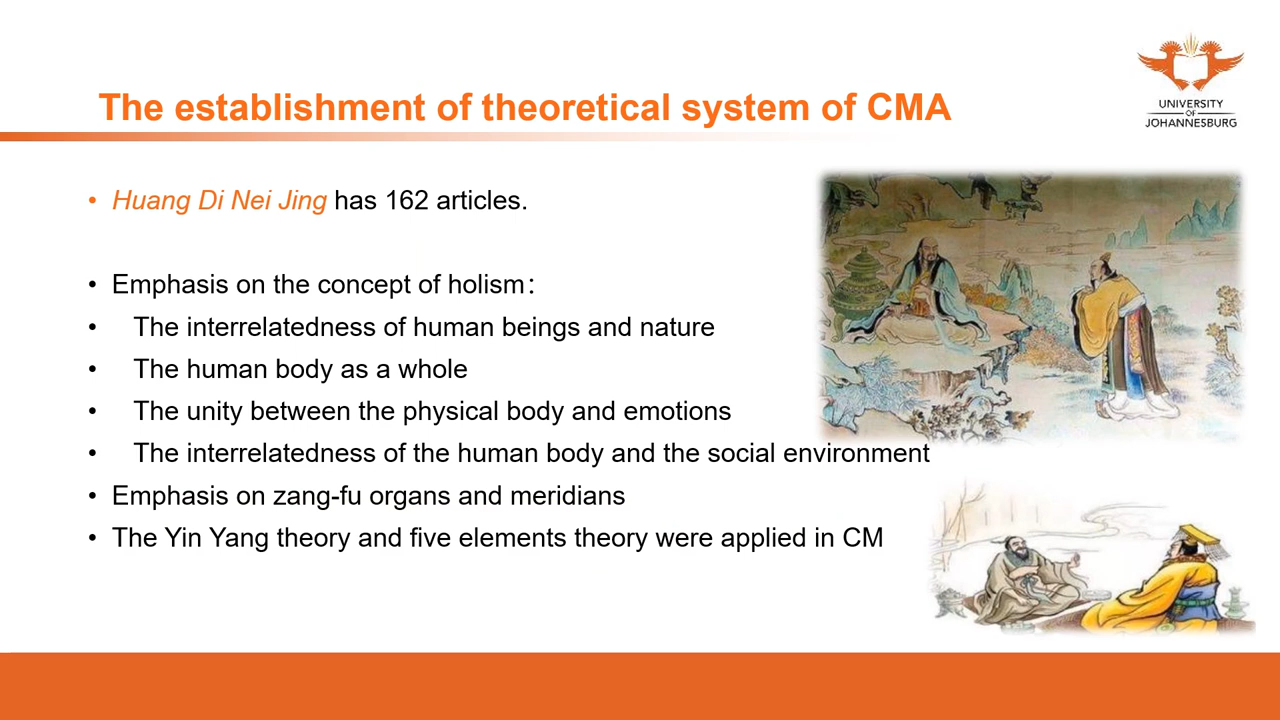 The establishment of theoretical system of CMA
UNIVERSITY
OF
JOHANNESBURG
• Huang Di Nei Jing has 162 articles.
• Emphasis on the concept of holism：
• The interrelatedness of human beings and nature
• The human body as a whole
• The unity between the physical body and emotions
• The interrelatedness of the human body and the social environment
• Emphasis on zang-fu organs and meridians
• The Yin Yang theory and five elements theory were applied in CM